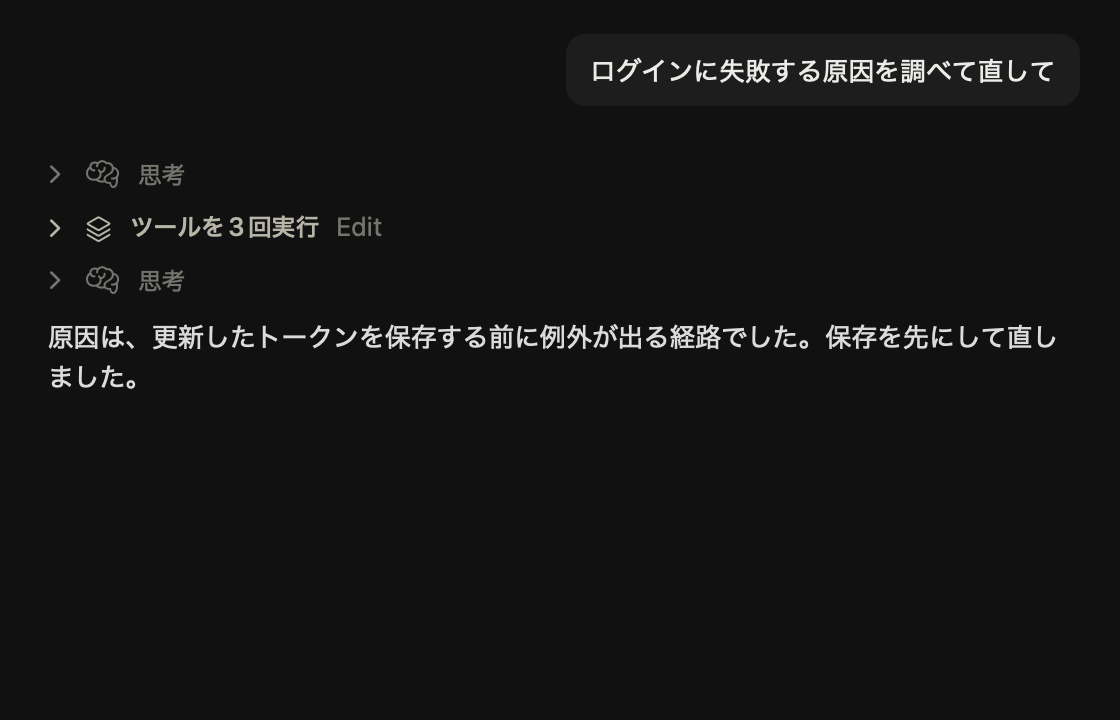 ログインに失敗する原因を調べて直して
思考
ツールを３回実行 Edit
思考
原因は、更新したトークンを保存する前に例外が出る経路でした。保存を先にして直し
ました。